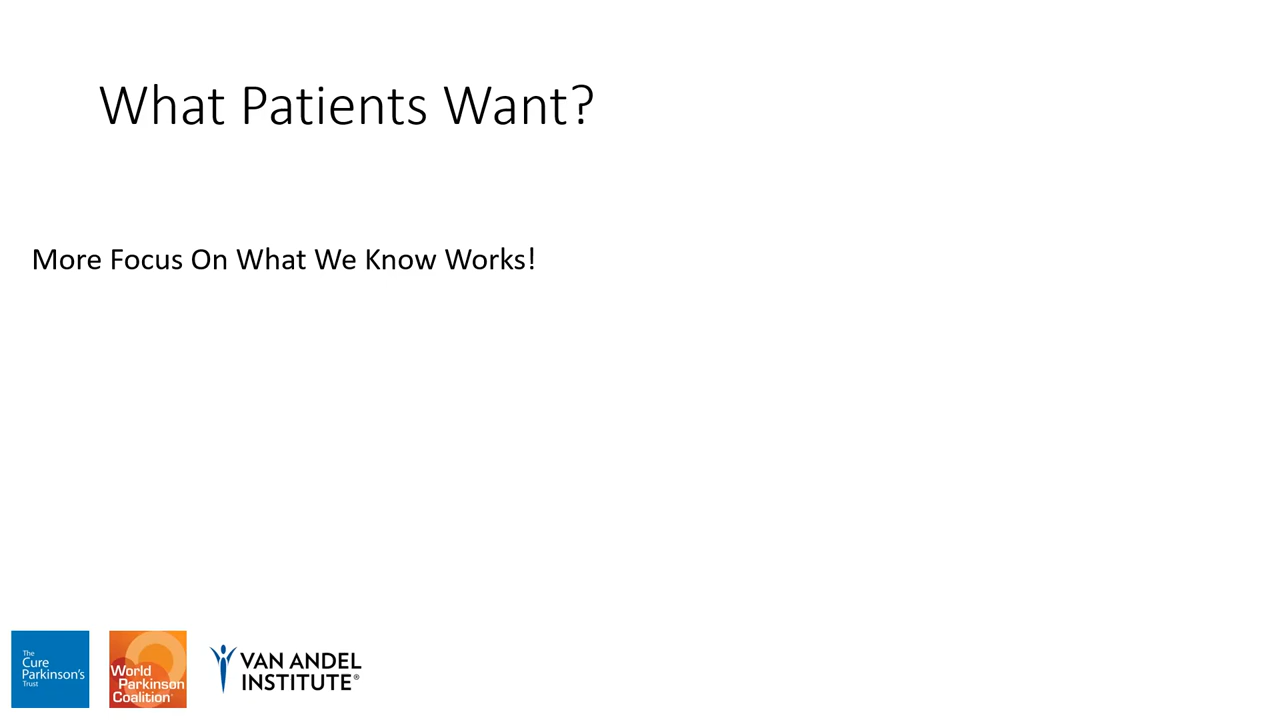 What Patients Want?
More Focus On What We Know Works!
The
Cure
Parkinson's
Trust
World
Parkinson
Coalition®
VAN ANDEL
INSTITUTE®